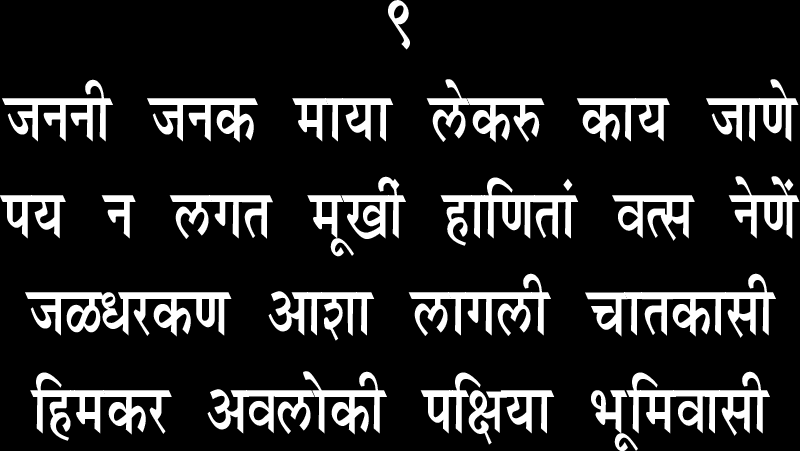 ९
जननी जनक माया लेकरु काय जाणे
पय न लगत मूखीं हाणितां वत्स नेणें
जळधरकण आशा लागली चातकासी
हिमकर अवलोकी पक्षिया भूमिवासी